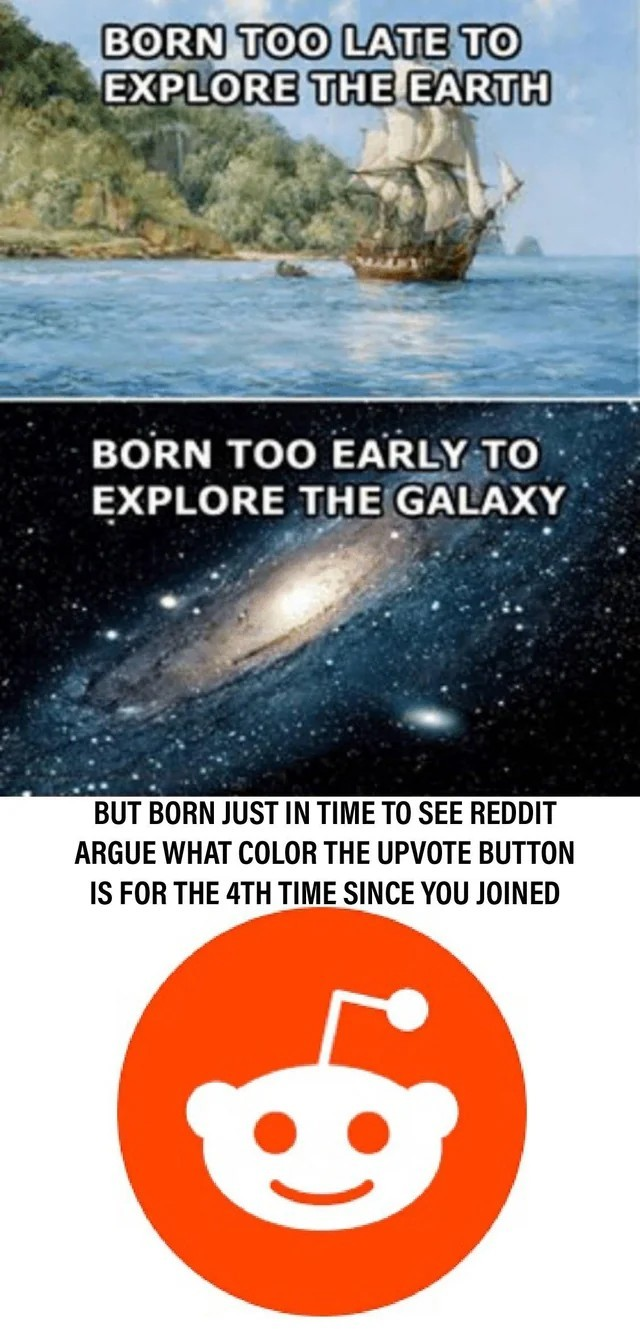 BORN TOO LATE TO
EXPLORE THE EARTH
BORN TOO EARLY TO
EXPLORE THE GALAXY
BUT BORN JUST IN TIME TO SEE REDDIT
ARGUE WHAT COLOR THE UPVOTE BUTTON
IS FOR THE 4TH TIME SINCE YOU JOINED